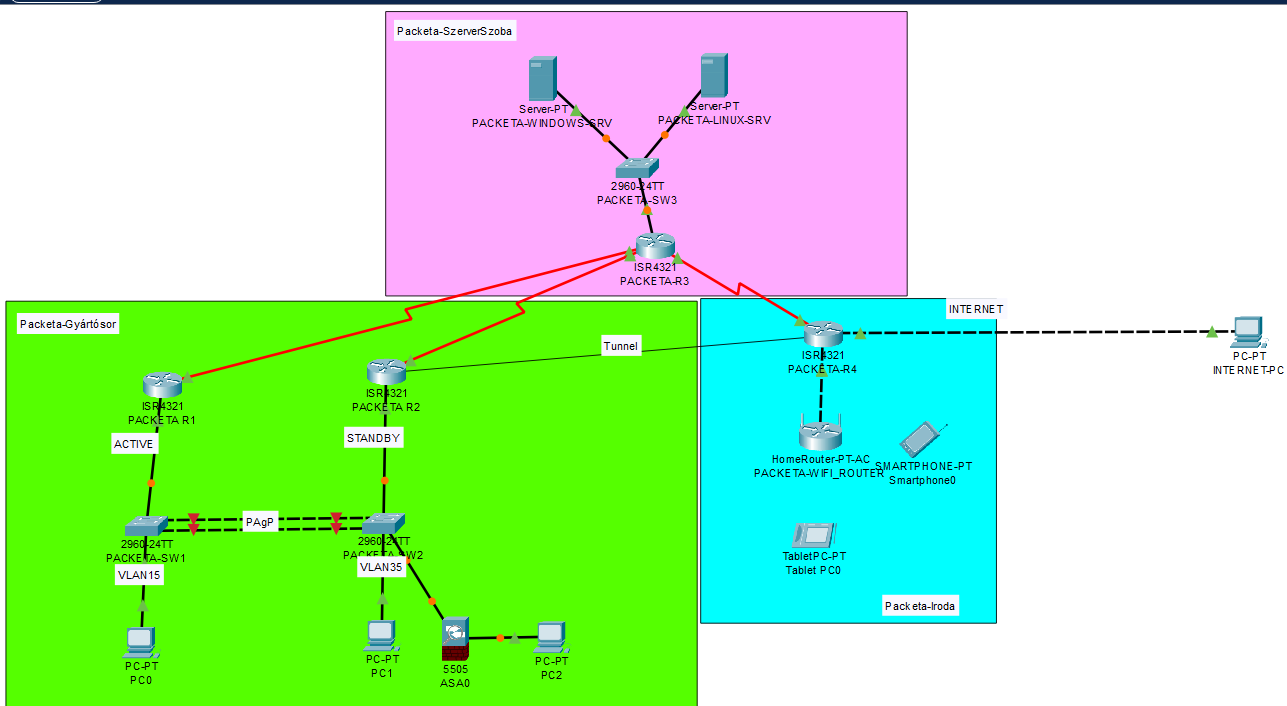 Packeta-SzerverSzoba
Server-PT
PACKETA-WINDOWS-SRV
Server-PT
PACKETA-LINUX-SRV
2960-24TT
PACKETA-SW3
ISR4321
PACKETA-R3
Packeta-Gyártósor
INTERNET
Tunnel
ISR4321
PACKETA-R4
PC-PT
INTERNET-PC
ISR4321
PACKETA R1
ISR4321
PACKETA R2
ACTIVE
STANDBY
HomeRouter-PT-AC
PACKETA-WIFI_ROUTER
SMARTPHONE-PT
Smartphone0
PAgP
2960-24TT
PACKETA-SW1
VLAN15
2960-24TT
PACKETA-SW2
VLAN35
TabletPC-PT
Tablet PC0
Packeta-Iroda
PC-PT
PC0
PC-PT
PC1
5505
ASA0
PC-PT
PC2